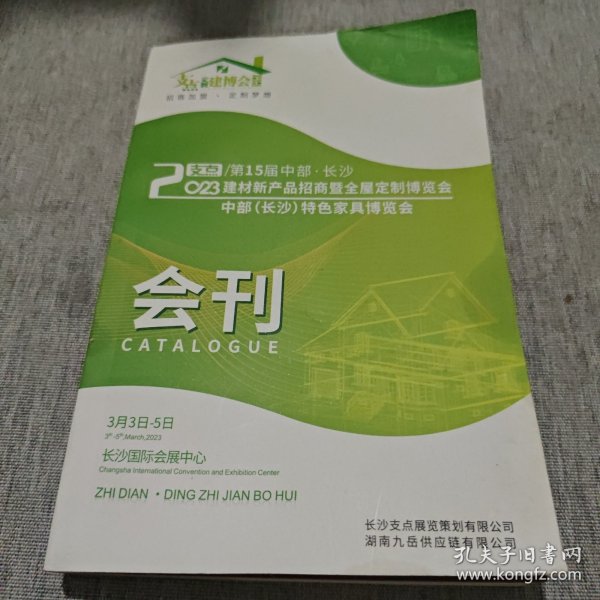 支点定制建博会
招商加盟 · 定制梦想
2023 支点/第15届中部·长沙
建材新产品招商暨全屋定制博览会
中部(长沙)特色家具博览会
会刊
CATALOGUE
3月3日-5日
3ʳᵈ-5ᵗʰ,March,2023
长沙国际会展中心
Changsha International Convention and Exhibition Center
ZHI DIAN · DING ZHI JIAN BO HUI
长沙支点展览策划有限公司
湖南九岳供应链有限公司
孔夫子旧书网
www.kongfz.com